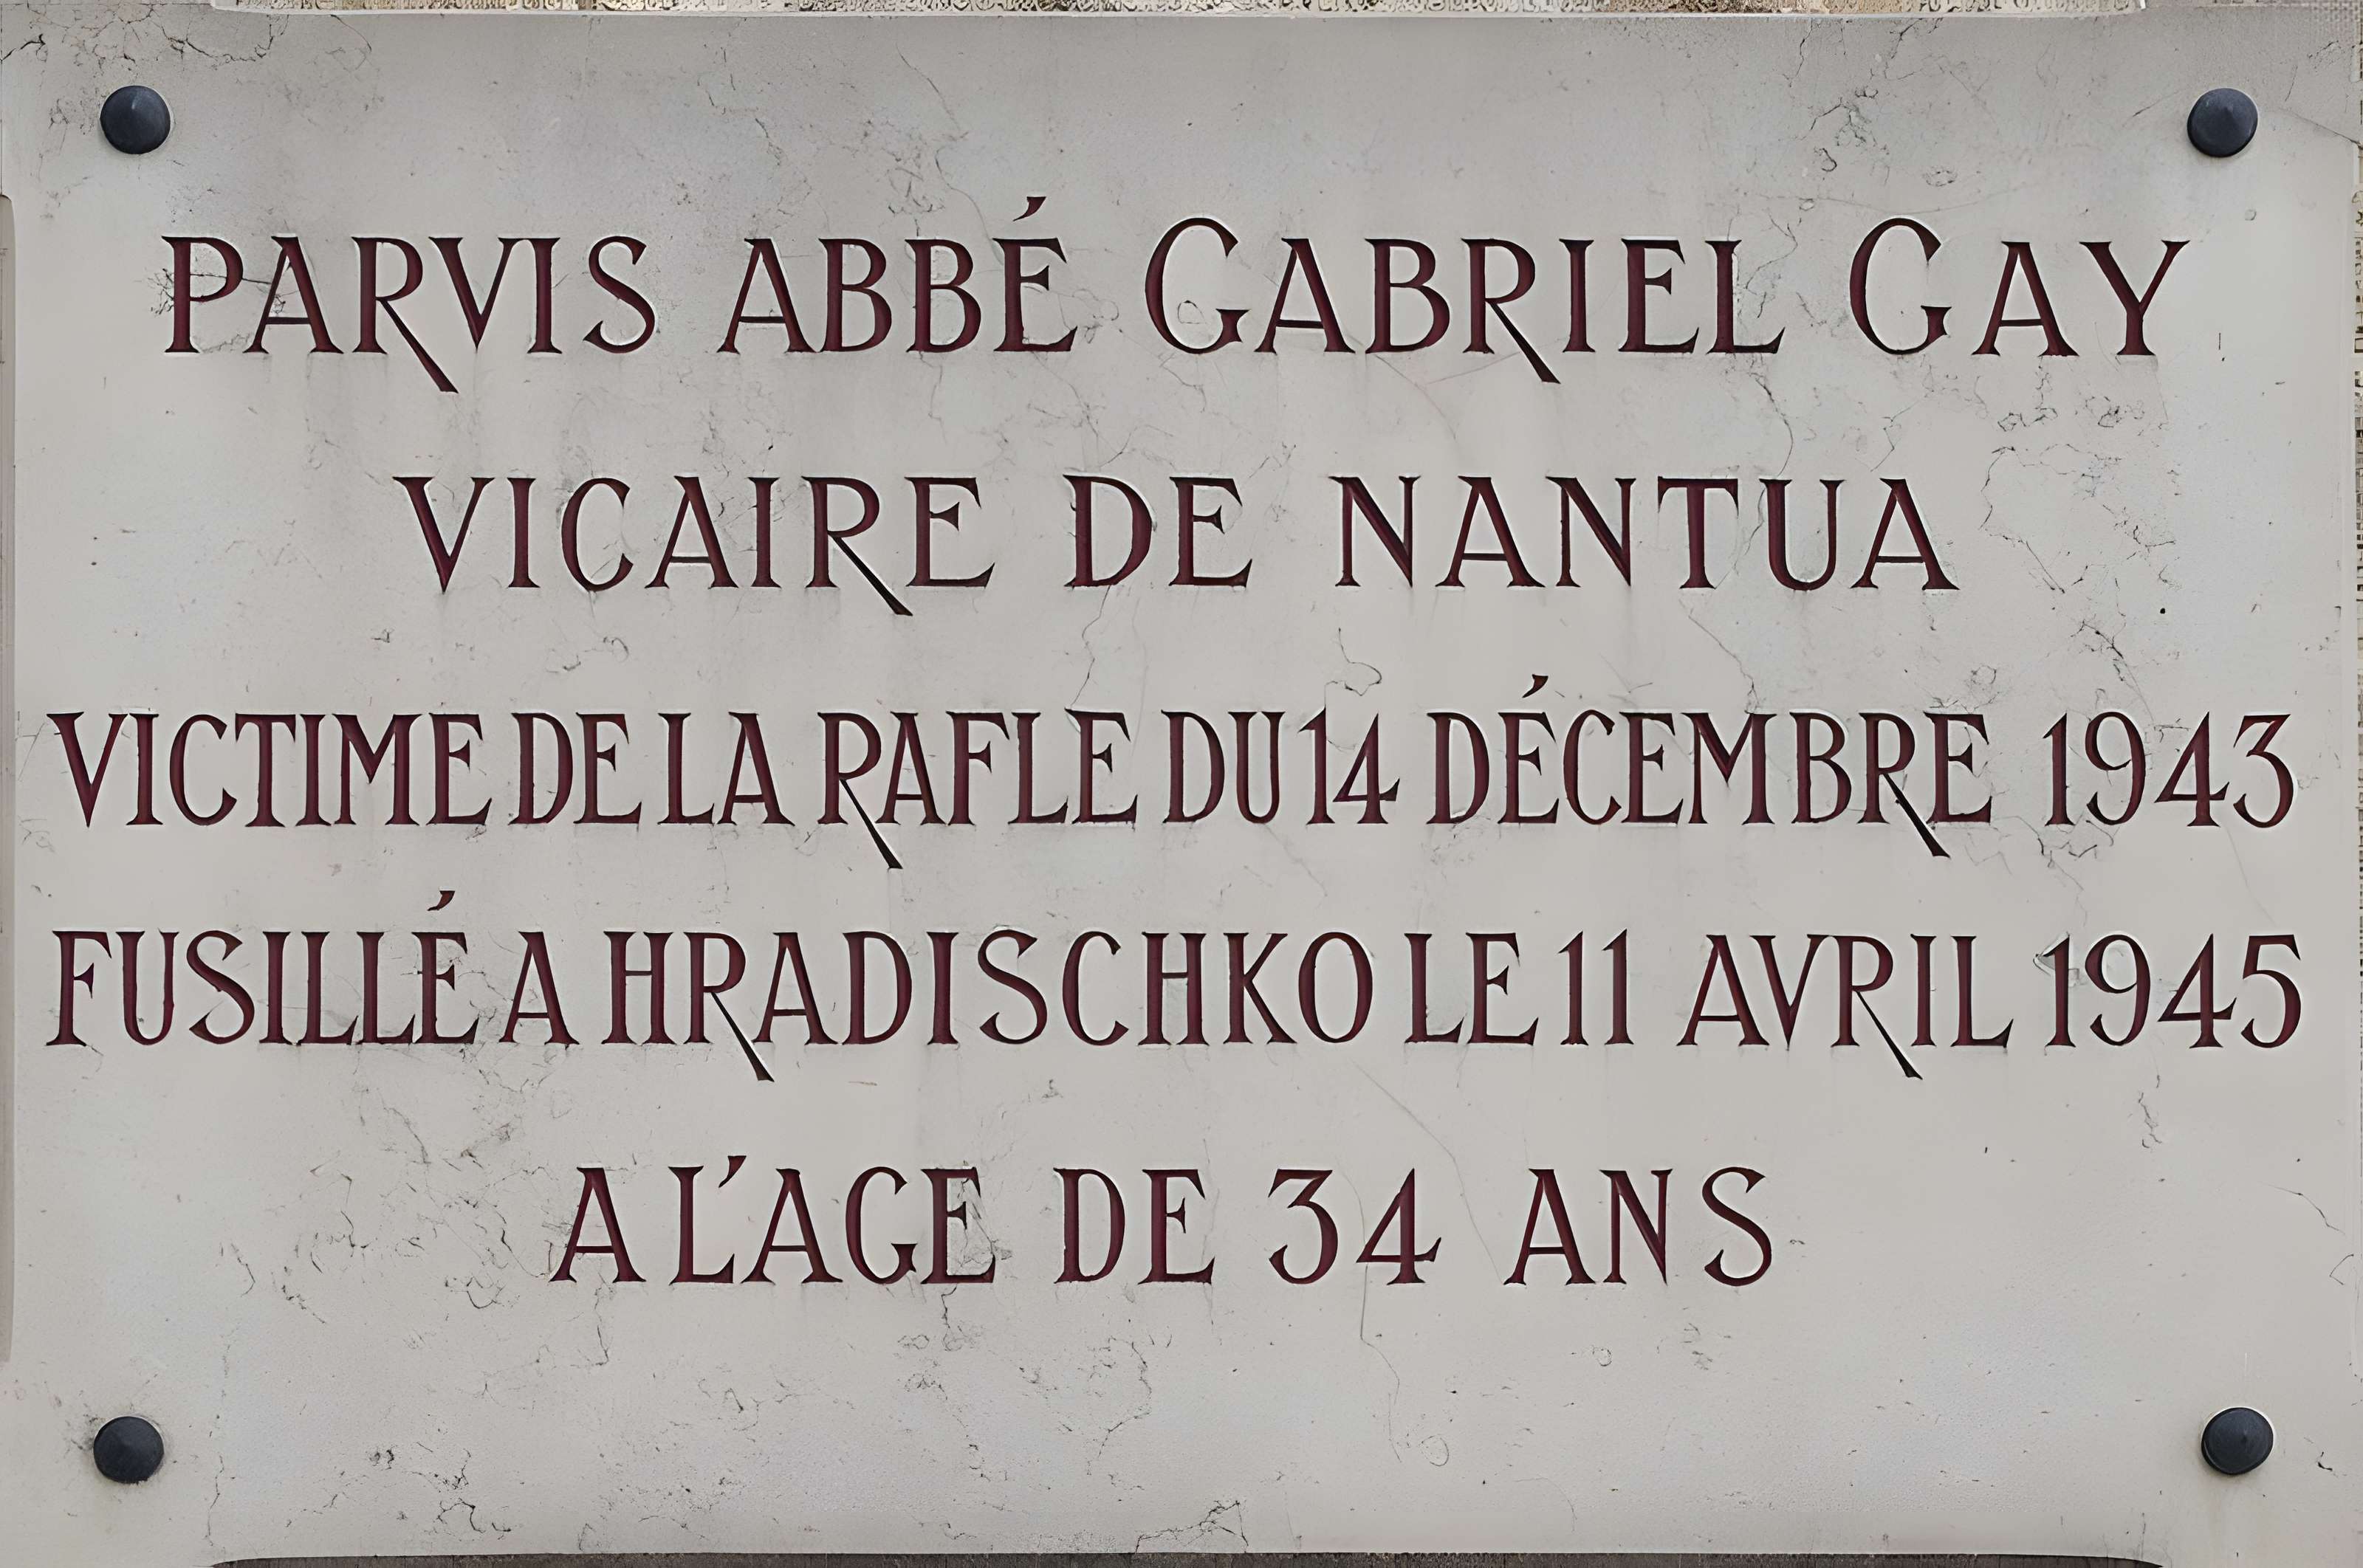 PARVIS ABBÉ GABRIEL GAY
VICAIRE DE NANTUA
VICTIME DE LA RAFLE DU 14 DÉCEMBRE 1943
FUSILLÉ A HRADISCHKO LE 11 AVRIL 1945
A L'AGE DE 34 ANS